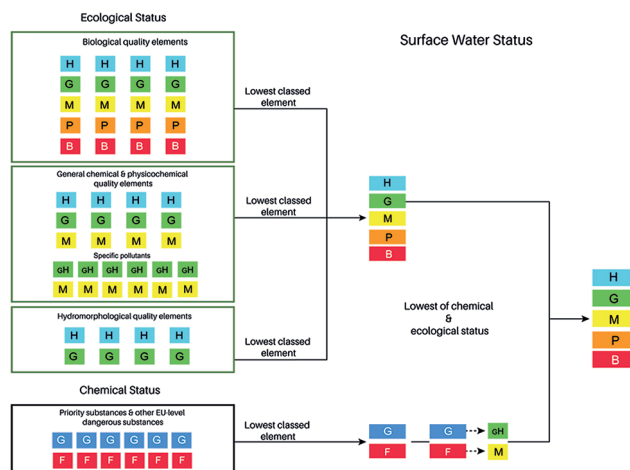 Ecological Status
Surface Water Status
Biological quality elements
H H H H
G G G G
M M M M
P P P P
B B B B
Lowest classed
element
General chemical & physicochemical
quality elements
H H H H
G G G G
M M M M
Specific pollutants
GH GH GH GH GH GH
M M M M M M
Lowest classed
element
H
G
M
P
B
Hydromorphological quality elements
H H H H
G G G G
Lowest classed
element
Lowest of chemical
&
ecological status
H
G
M
P
B
Chemical Status
Priority substances & other EU-level
dangerous substances
G G G G G G
F F F F F F
Lowest classed
element
G G GH
F F M